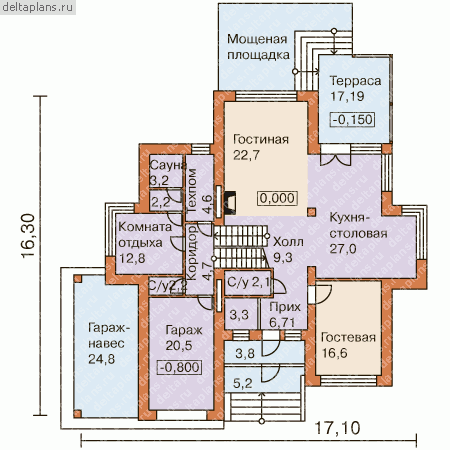 deltaplans.ru
Мощеная
площадка
Терраса
17,19
-0,150
Гостиная
22,7
0,000
Сауна
3,2
2,2
Техпом
4,6
Комната
отдыха
12,8
Коридор
4,7
Холл
9,3
Кухня-
столовая
27,0
С/у 2,2
С/у 2,1
Гараж-
навес
24,8
Гараж
20,5
-0,800
3,3
Прих
6,71
Гостевая
16,6
3,8
5,2
16,30
17,10